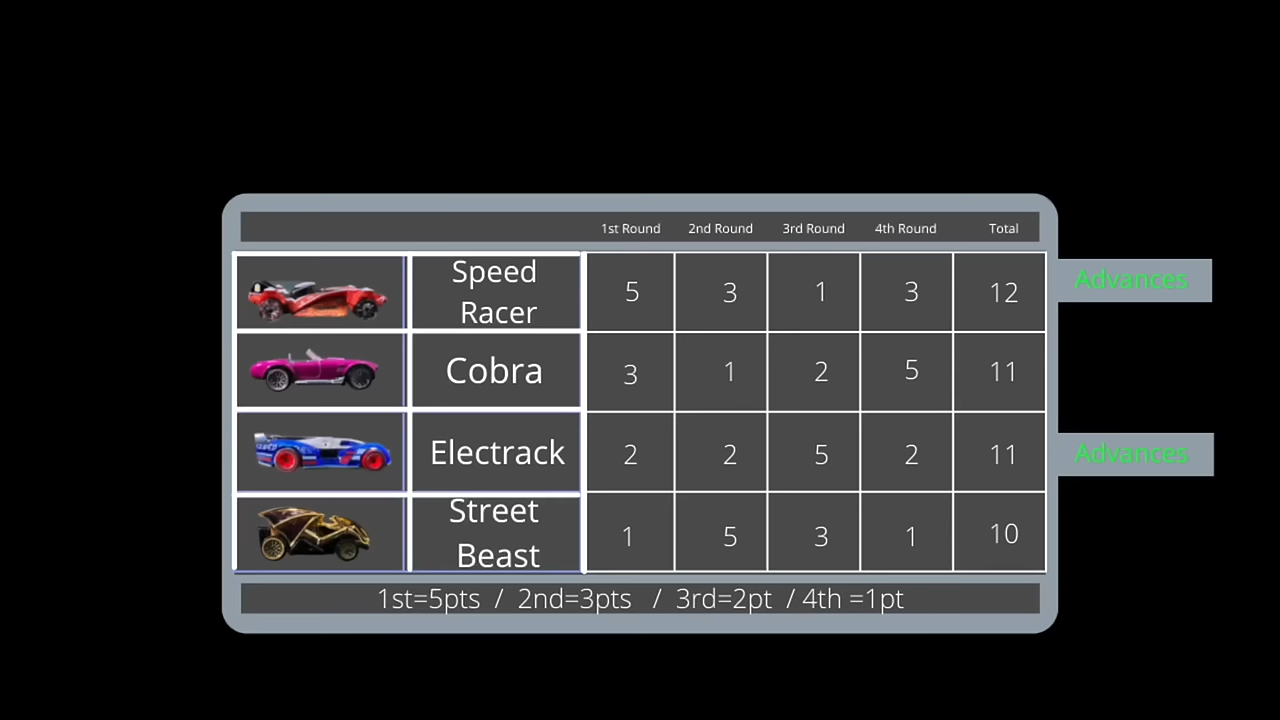 1st Round 2nd Round 3rd Round 4th Round Total
Speed
Racer
5 3 1 3 12
Advances
Cobra
3 1 2 5 11
Electrack
2 2 5 2 11
Advances
Street
Beast
1 5 3 1 10
1st=5pts / 2nd=3pts / 3rd=2pt / 4th =1pt